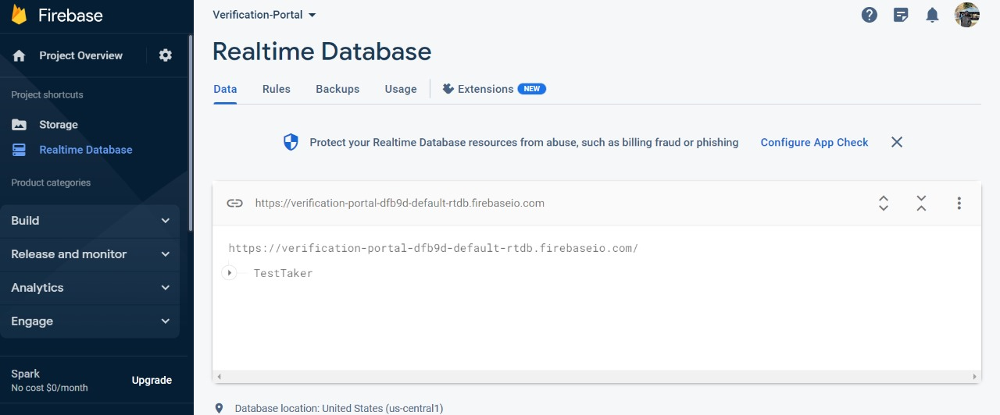 Firebase
Verification-Portal
Project Overview
Realtime Database
Data Rules Backups Usage Extensions NEW
Project shortcuts
Storage
Realtime Database
Protect your Realtime Database resources from abuse, such as billing fraud or phishing Configure App Check
Product categories
https://verification-portal-dfb9d-default-rtdb.firebaseio.com
Build
https://verification-portal-dfb9d-default-rtdb.firebaseio.com/
Release and monitor
TestTaker
Analytics
Engage
Spark
No cost $0/month
Upgrade
Database location: United States (us-central1)